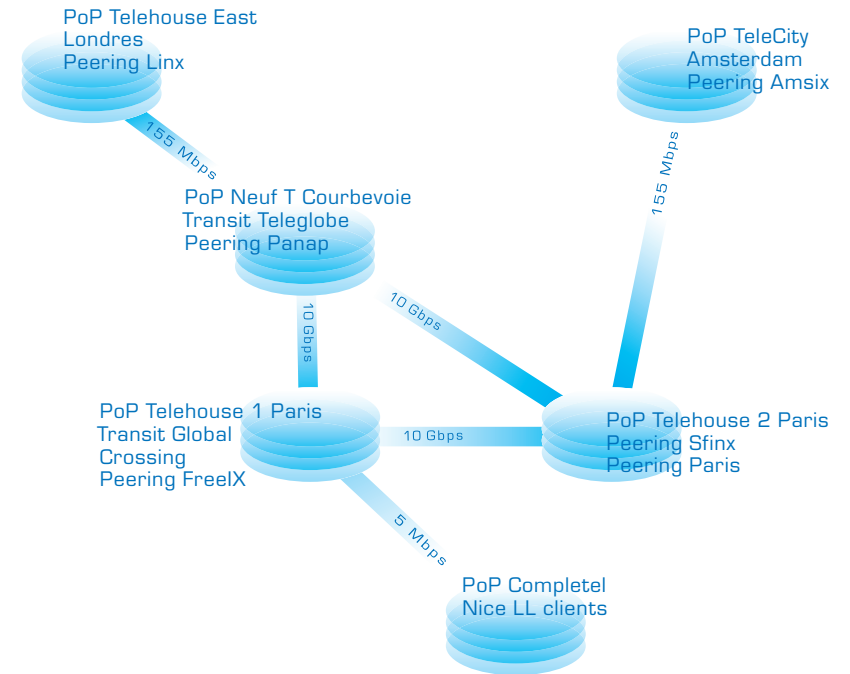 PoP Telehouse East
Londres
Peering Linx
PoP TeleCity
Amsterdam
Peering Amsix
155 Mbps
155 Mbps
PoP Neuf T Courbevoie
Transit Teleglobe
Peering Panap
10 Gbps
10 Gbps
PoP Telehouse 1 Paris
Transit Global
Crossing
Peering FreeIX
10 Gbps
PoP Telehouse 2 Paris
Peering Sfinx
Peering Paris
5 Mbps
PoP Completel
Nice LL clients